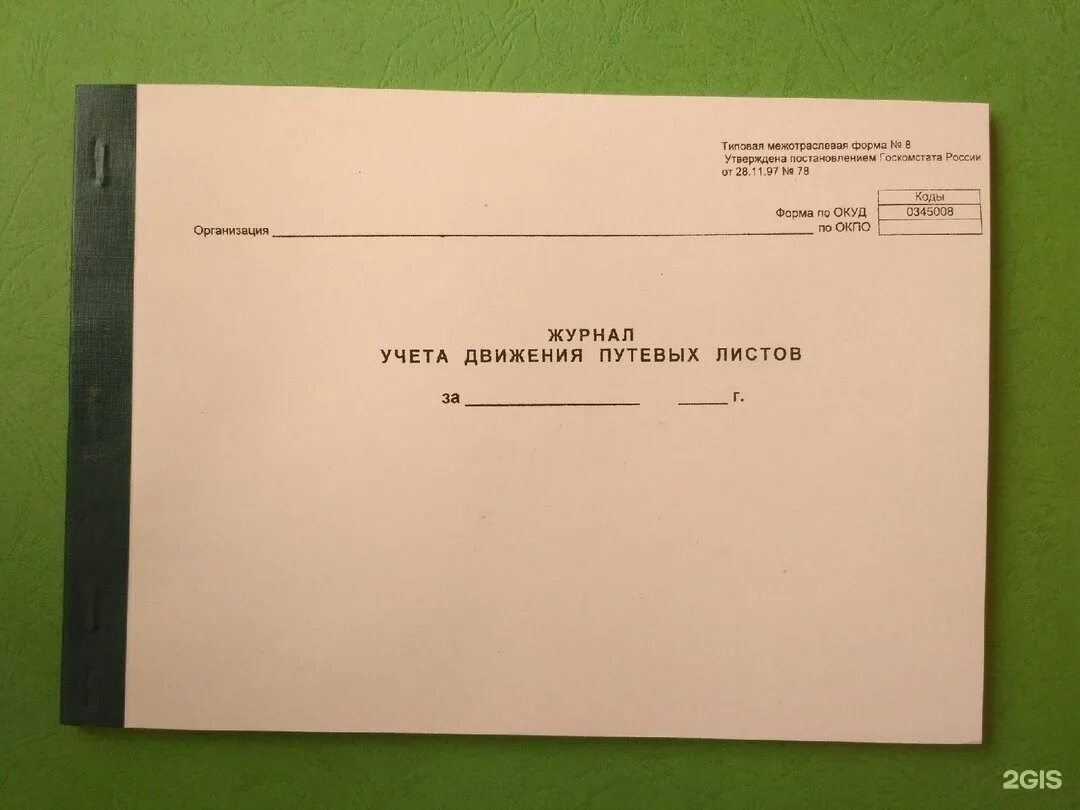 Типовая межотраслевая форма № 8
Утверждена постановлением Госкомстата России
от 28.11.97 № 78
Коды
Форма по ОКУД 0345008
Организация по ОКПО
ЖУРНАЛ
УЧЕТА ДВИЖЕНИЯ ПУТЕВЫХ ЛИСТОВ
за г.
2GIS